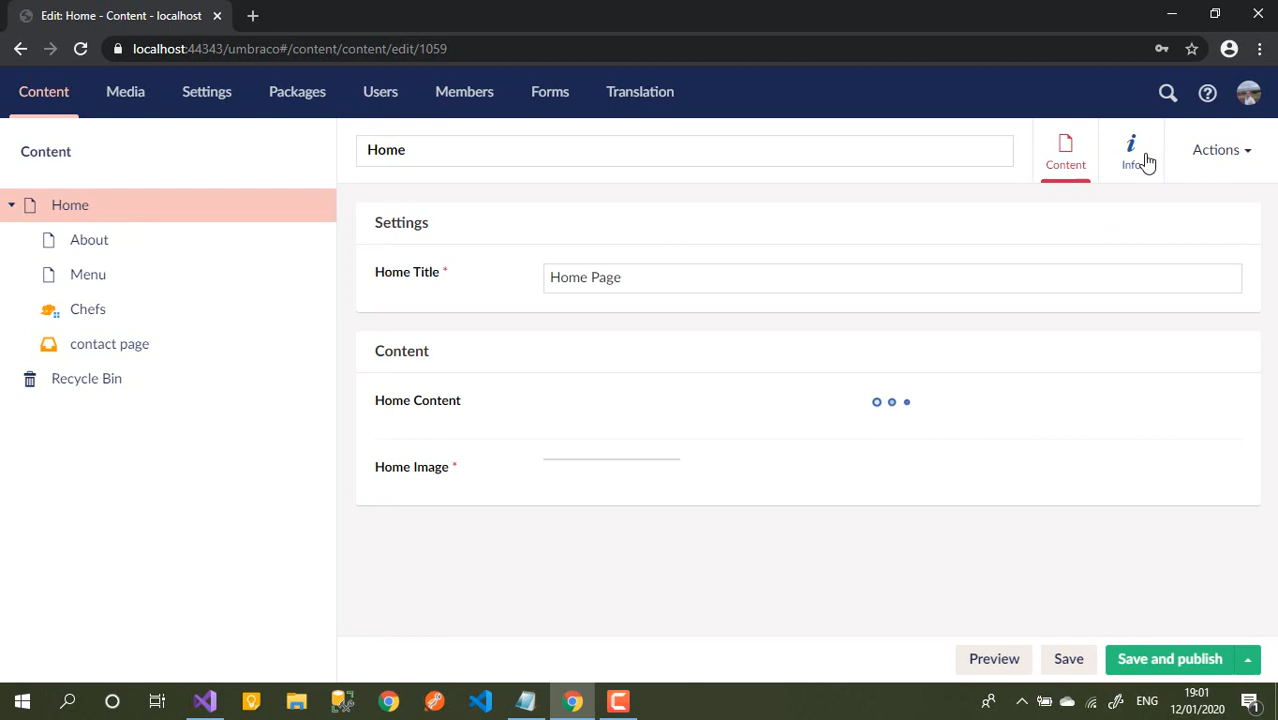 Edit: Home - Content - localhost
localhost:44343/umbraco#/content/content/edit/1059
Content Media Settings Packages Users Members Forms Translation
Content
Home
Content
Info
Actions
Home
About
Menu
Chefs
contact page
Recycle Bin
Settings
Home Title *
Home Page
Content
Home Content
Home Image *
Preview Save Save and publish
ENG
19:01
12/01/2020
1